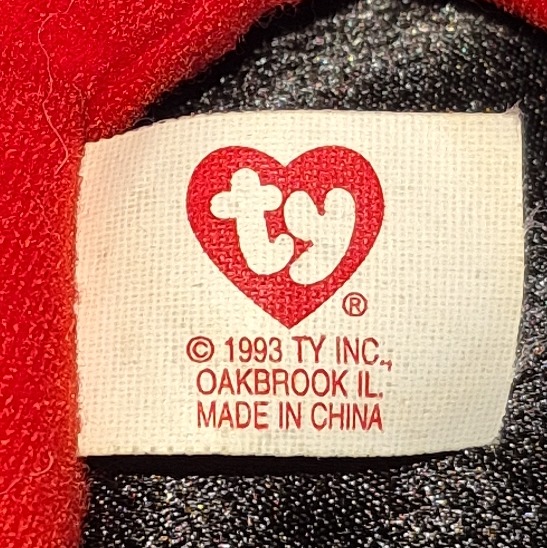 ty
®
© 1993 TY INC.,
OAKBROOK IL.
MADE IN CHINA